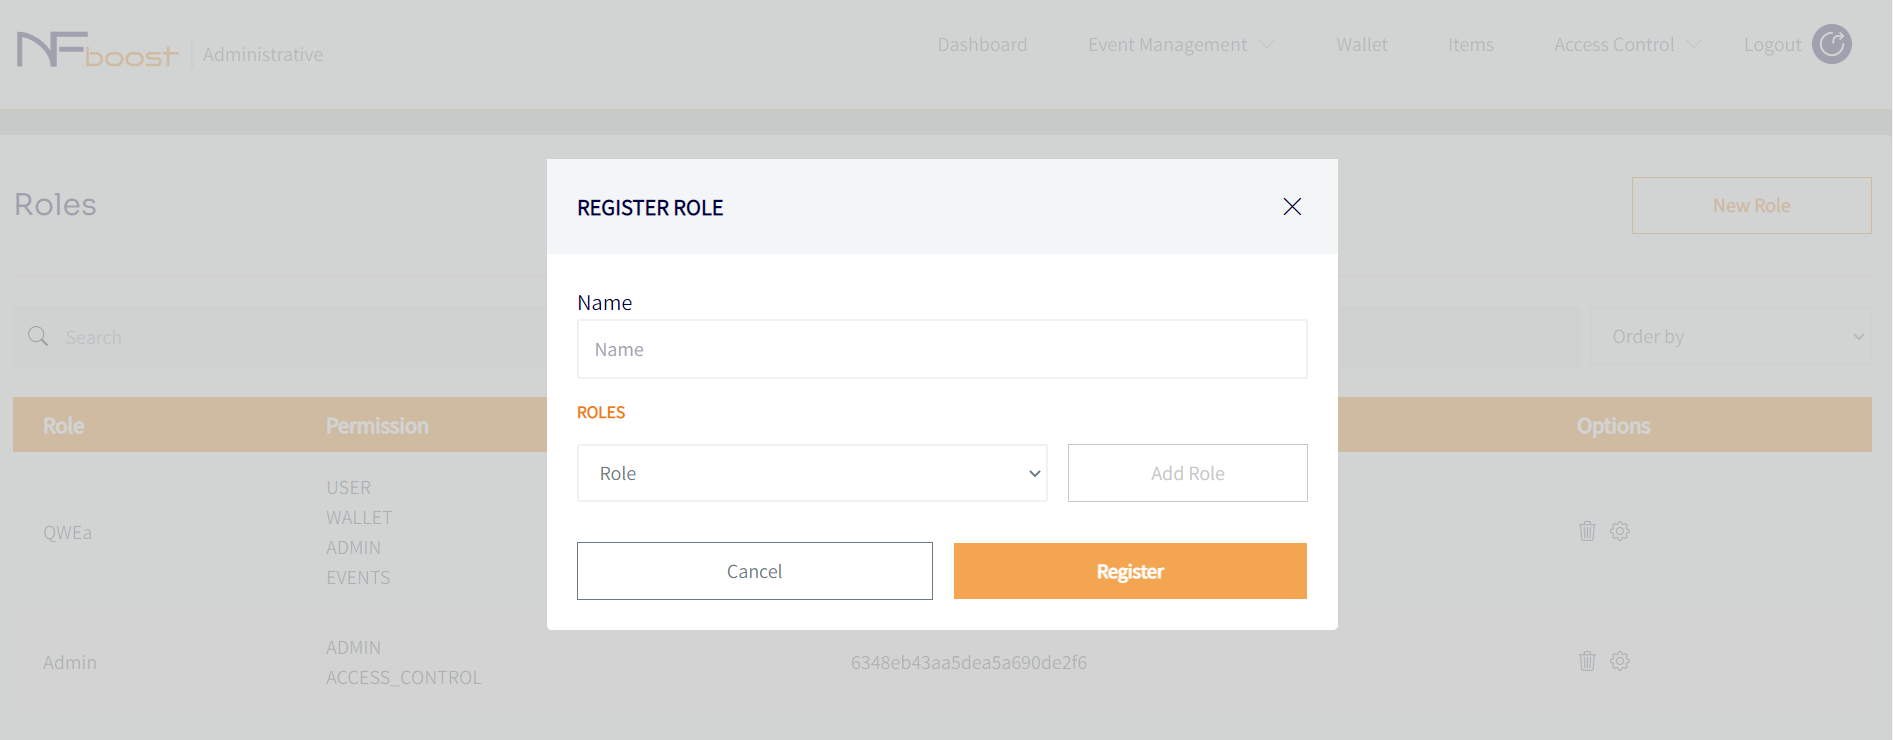 NFboost Administrative
Dashboard Event Management Wallet Items Access Control Logout
Roles
New Role
REGISTER ROLE
Name
Name
ROLES
Role
Add Role
Cancel
Register
Search
Order by
Role Permission Options
QWEa
USER
WALLET
ADMIN
EVENTS
Admin
ADMIN
ACCESS_CONTROL
6348eb43aa5dea5a690de2f6